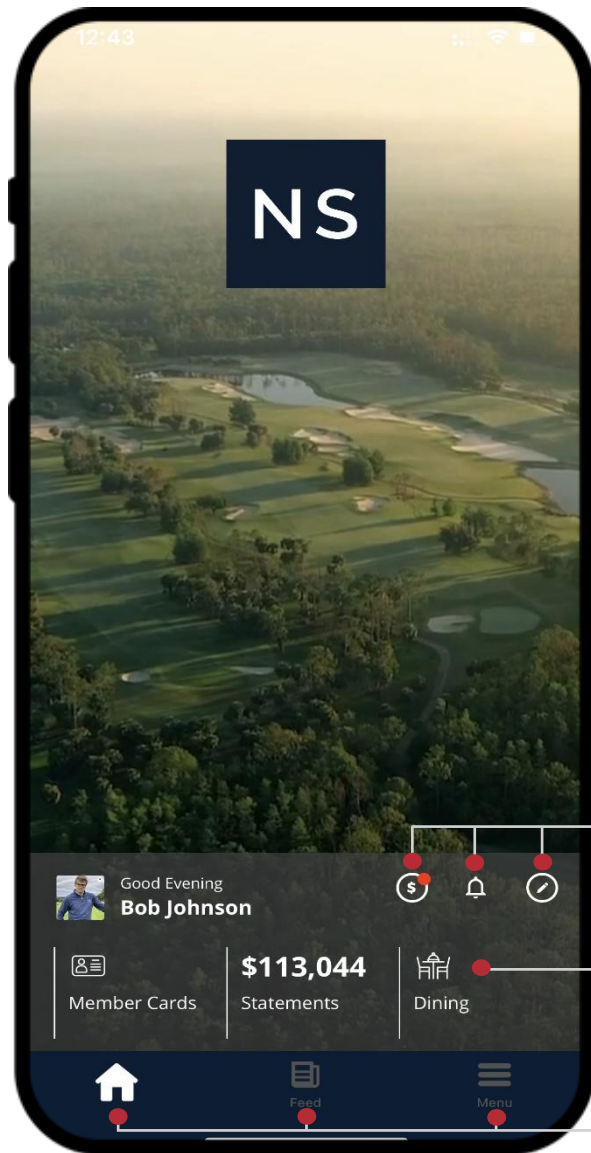 12:43
NS
Good Evening
Bob Johnson
$
Member Cards
$113,044
Statements
Dining
Feed
Menu